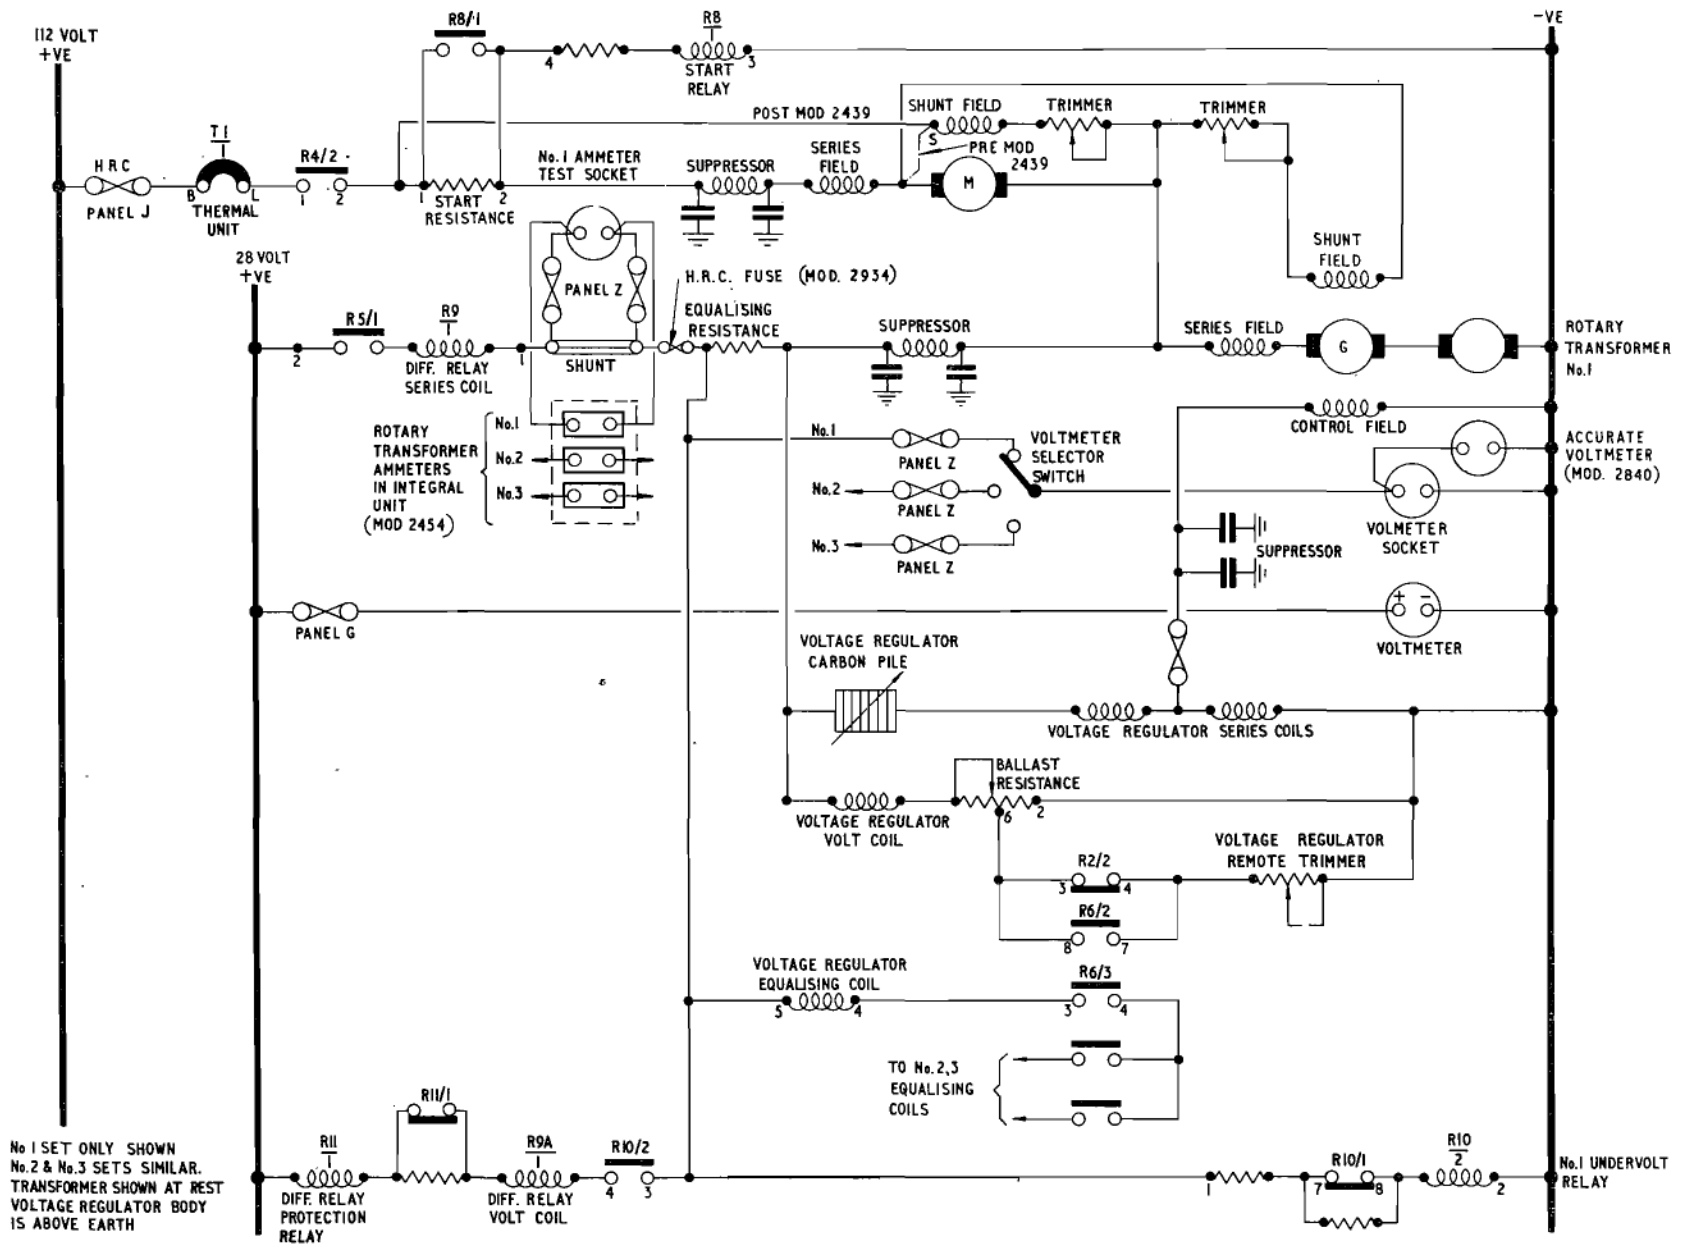 112 VOLT
+VE
R8/1
4
R8
1
START
RELAY
3
-VE
POST MOD 2439
SHUNT FIELD
S
PRE MOD
2439
TRIMMER
TRIMMER
H.R.C
PANEL J
T1
B
L
THERMAL
UNIT
R4/2
1
2
1
2
START
RESISTANCE
No.1 AMMETER
TEST SOCKET
SUPPRESSOR
SERIES
FIELD
M
SHUNT
FIELD
28 VOLT
+VE
2
R5/1
R9
1
DIFF. RELAY
SERIES COIL
1
PANEL Z
SHUNT
H.R.C. FUSE (MOD. 2934)
EQUALISING
RESISTANCE
SUPPRESSOR
SERIES FIELD
G
ROTARY
TRANSFORMER
No.1
ROTARY
TRANSFORMER
AMMETERS
IN INTEGRAL
UNIT
(MOD 2454)
No.1
No.2
No.3
No.1
PANEL Z
No.2
PANEL Z
No.3
PANEL Z
VOLTMETER
SELECTOR
SWITCH
CONTROL FIELD
ACCURATE
VOLTMETER
(MOD. 2840)
VOLMETER
SOCKET
SUPPRESSOR
PANEL G
+ -
VOLTMETER
VOLTAGE REGULATOR
CARBON PILE
VOLTAGE REGULATOR SERIES COILS
BALLAST
RESISTANCE
6
2
VOLTAGE REGULATOR
VOLT COIL
R2/2
3
4
VOLTAGE REGULATOR
REMOTE TRIMMER
R6/2
8
7
VOLTAGE REGULATOR
EQUALISING COIL
5
4
R6/3
3
4
TO No.2,3
EQUALISING
COILS
No 1 SET ONLY SHOWN
No.2 & No.3 SETS SIMILAR.
TRANSFORMER SHOWN AT REST
VOLTAGE REGULATOR BODY
IS ABOVE EARTH
R11
1
DIFF. RELAY
PROTECTION
RELAY
R11/1
R9A
1
DIFF. RELAY
VOLT COIL
R10/2
4
3
1
R10/1
7
8
R10
2
2
No.1 UNDERVOLT
RELAY